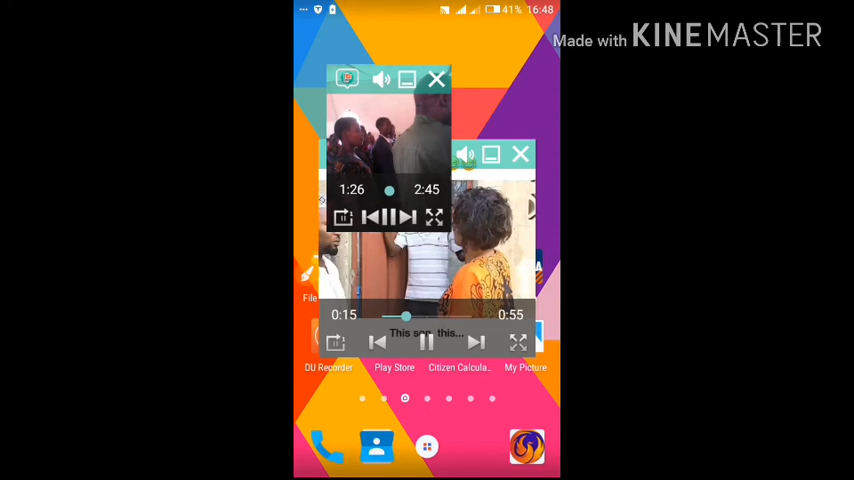 41% 16:48
Made with KINEMASTER
1:26 2:45
0:15 0:55
This son, this...
File
DU Recorder Play Store Citizen Calcula.. My Picture